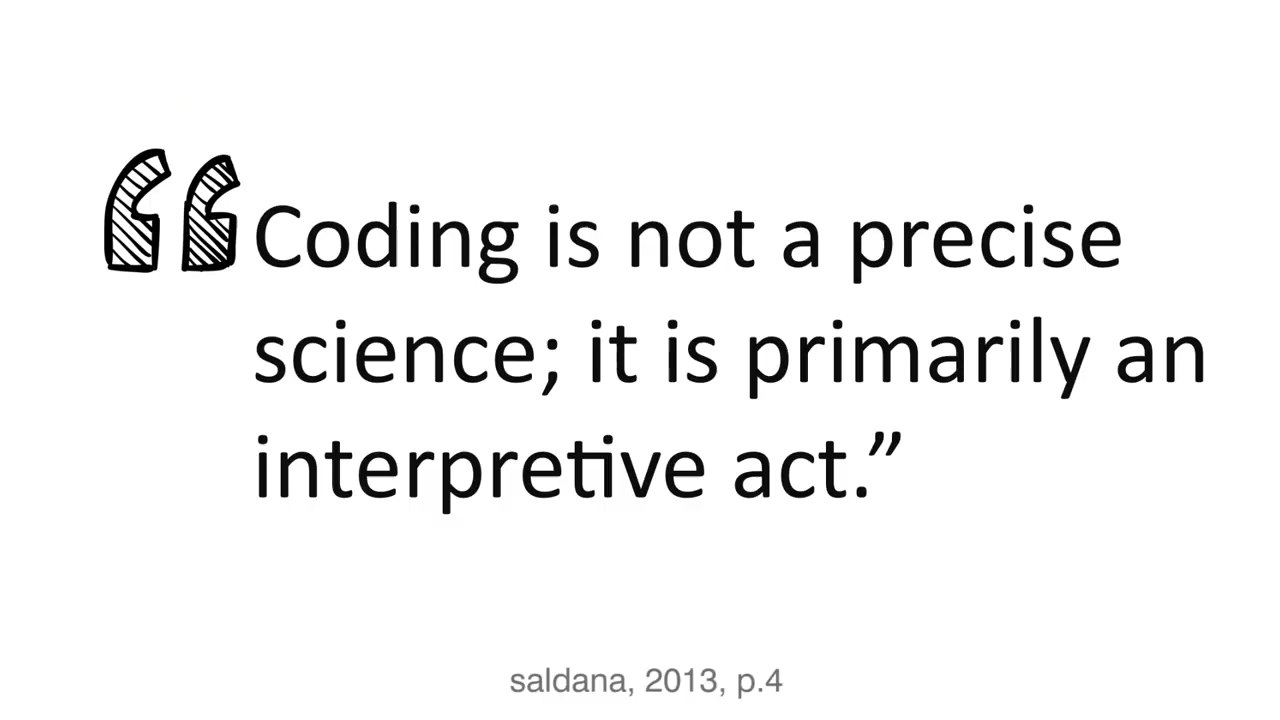 “Coding is not a precise
science; it is primarily an
interpretive act.”
saldana, 2013, p.4